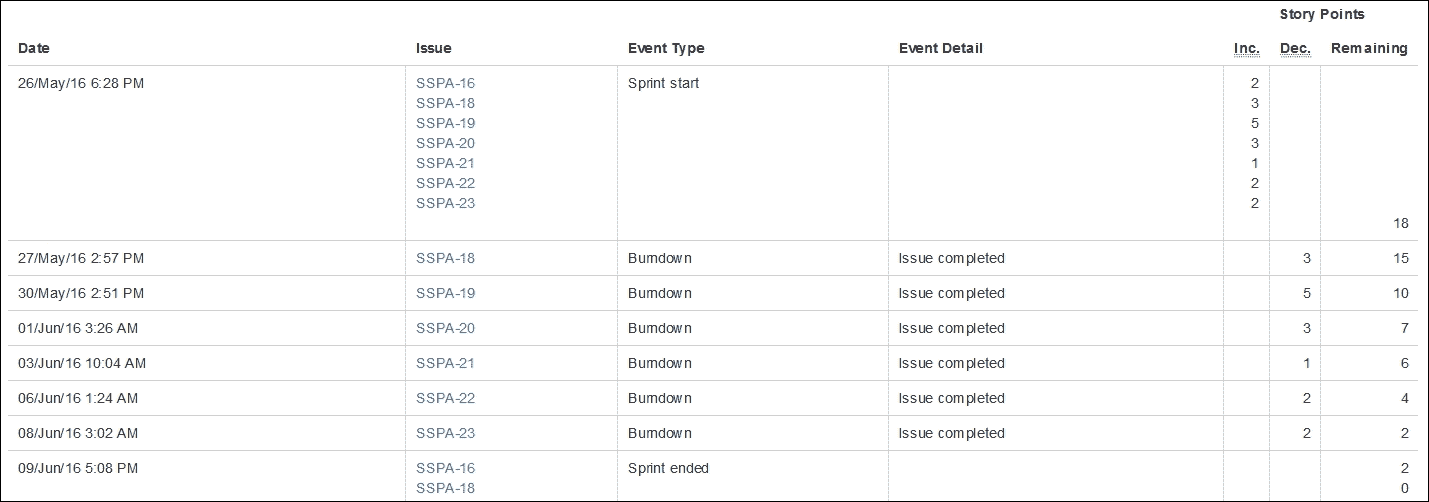 Story Points
Date Issue Event Type Event Detail Inc. Dec. Remaining
26/May/16 6:28 PM SSPA-16 Sprint start 2
SSPA-18 3
SSPA-19 5
SSPA-20 3
SSPA-21 1
SSPA-22 2
SSPA-23 2
18
27/May/16 2:57 PM SSPA-18 Burndown Issue completed 3 15
30/May/16 2:51 PM SSPA-19 Burndown Issue completed 5 10
01/Jun/16 3:26 AM SSPA-20 Burndown Issue completed 3 7
03/Jun/16 10:04 AM SSPA-21 Burndown Issue completed 1 6
06/Jun/16 1:24 AM SSPA-22 Burndown Issue completed 2 4
08/Jun/16 3:02 AM SSPA-23 Burndown Issue completed 2 2
09/Jun/16 5:08 PM SSPA-16 Sprint ended 2
SSPA-18 0